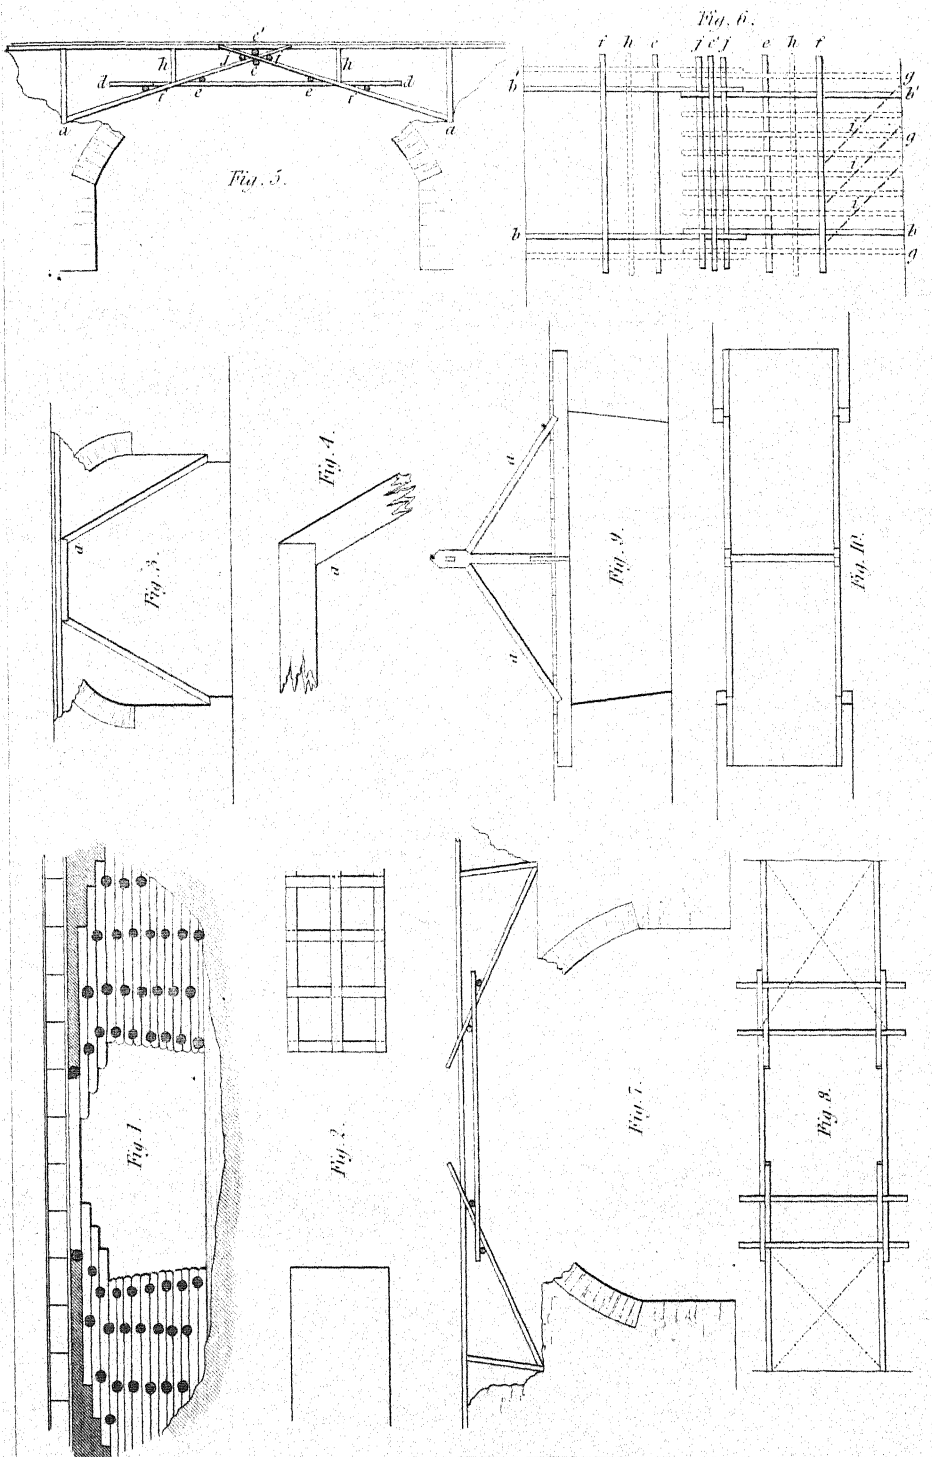 Fig. 6.
c'
j f
c
h h
d e e d
f f
a a
Fig. 5.
f h e j c' j e h f
b' g
b'
i g
i
i
b b
g
Fig. 4.
a
a
Fig. 3.
a
a
Fig. 9.
Fig. 10.
Fig. 1
Fig. 2.
Fig. 7.
Fig. 8.